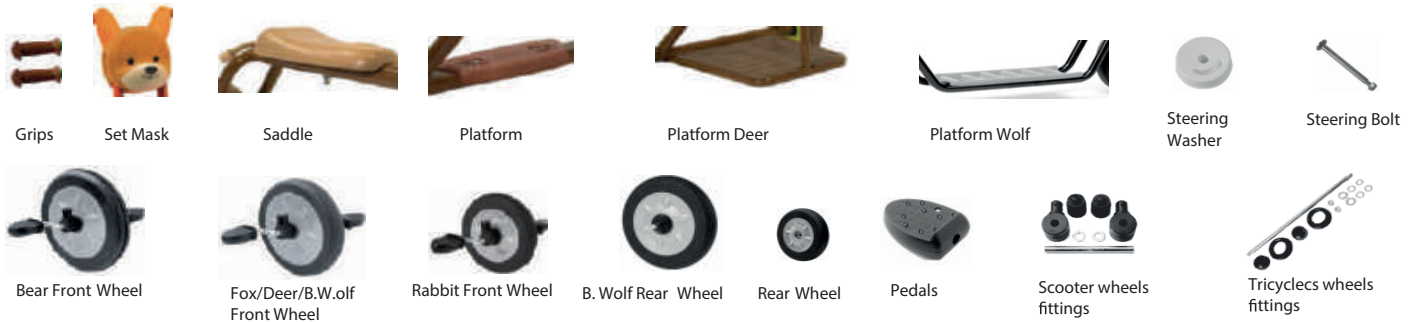 Grips
Set Mask
Saddle
Platform
Platform Deer
Platform Wolf
Steering
Washer
Steering Bolt
Bear Front Wheel
Fox/Deer/B.W.olf
Front Wheel
Rabbit Front Wheel
B. Wolf Rear Wheel
Rear Wheel
Pedals
Scooter wheels
fittings
Tricyclecs wheels
fittings